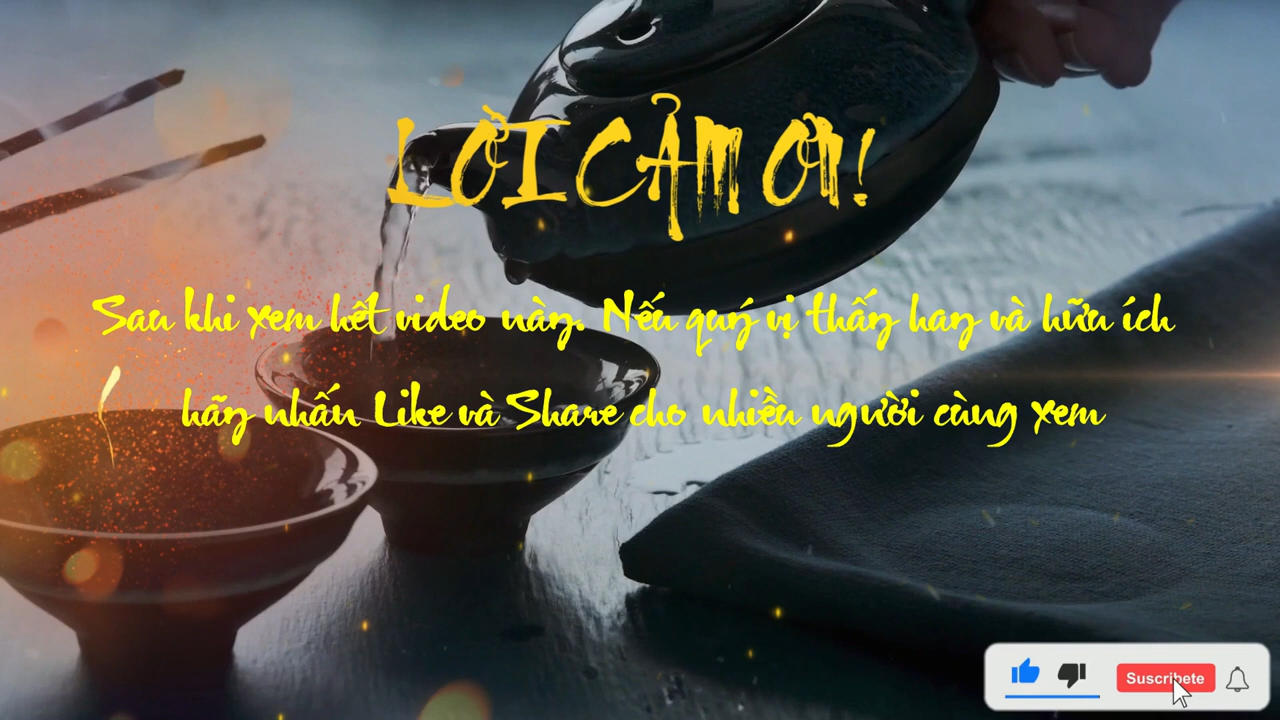 LỜI CẢM ƠN!
Sau khi xem hết video này. Nếu quý vị thấy hay và hữu ích
hãy nhấn Like và Share cho nhiều người cùng xem
Suscribete